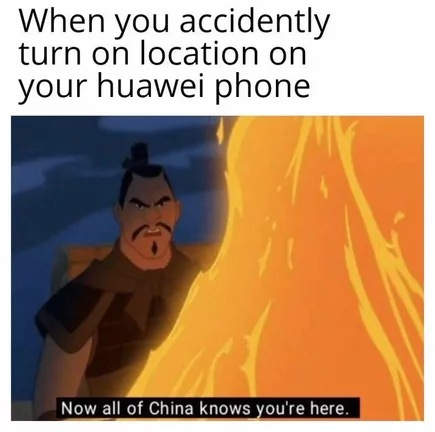 When you accidently
turn on location on
your huawei phone
Now all of China knows you're here.